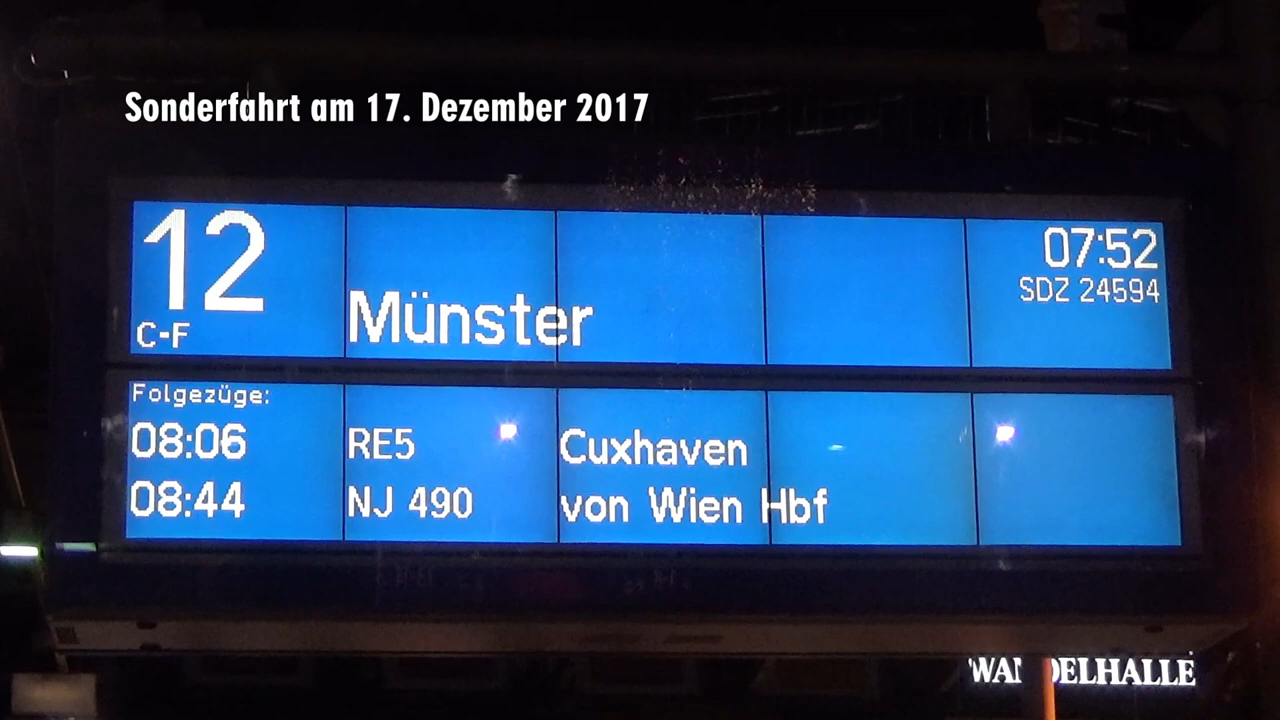 Sonderfahrt am 17. Dezember 2017
12
07:52
SDZ 24594
C-F
Münster
Folgezüge:
08:06 RE5 Cuxhaven
08:44 NJ 490 von Wien Hbf
WANDELHALLE